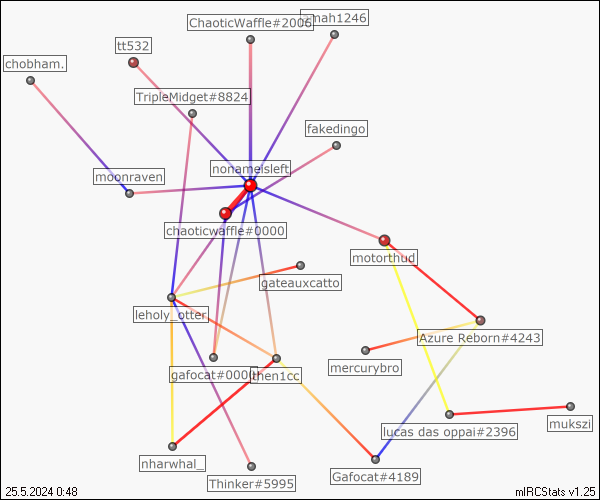 ChaoticWaffle#2006
mah1246
tt532
chobham.
TripleMidget#8824
fakedingo
nonameisleft
moonraven
chaoticwaffle#0000
motorthud
gateauxcatto
leholy_otter
Azure Reborn#4243
mercurybro
gafocat#0000
then1cc
mukszi
lucas das oppai#2396
nharwhal_
Gafocat#4189
Thinker#5995
25.5.2024 0:48
mIRCStats v1.25